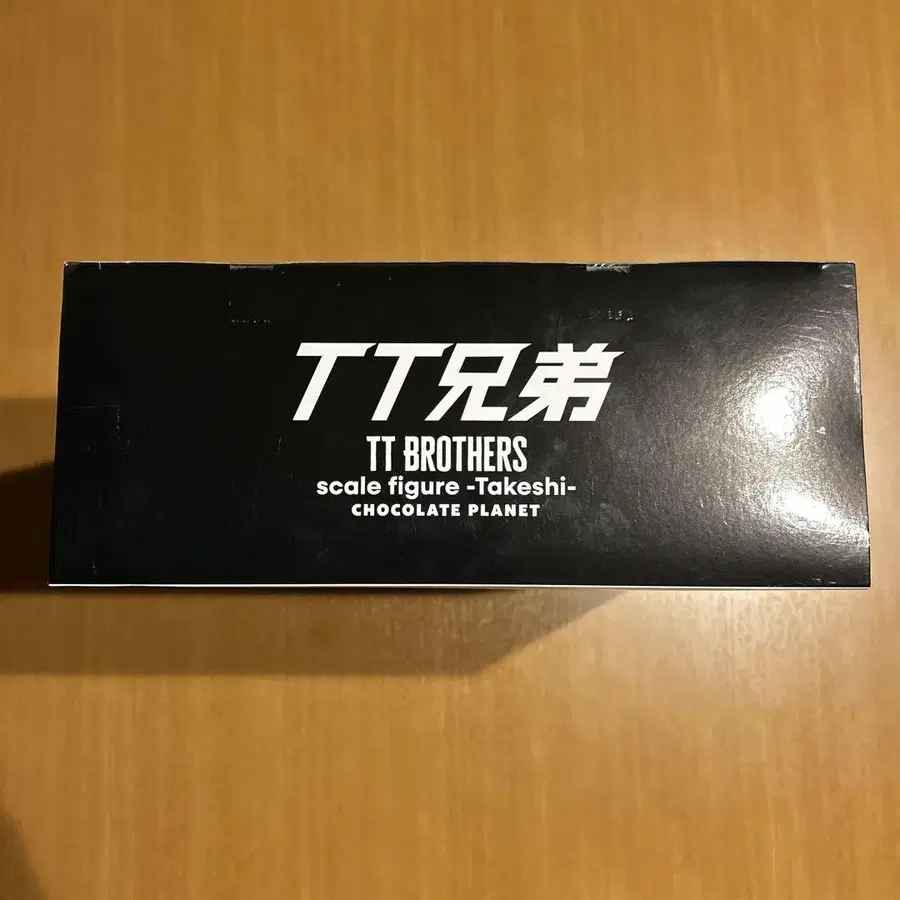 TT兄弟
TT BROTHERS
scale figure -Takeshi-
CHOCOLATE PLANET